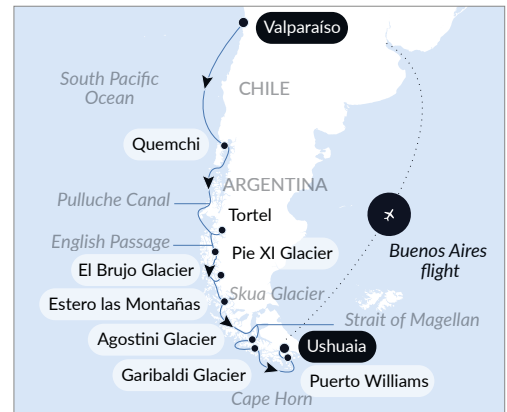 Valparaíso
South Pacific
Ocean
CHILE
Quemchi
ARGENTINA
Pulluche Canal
Tortel
English Passage
Pie XI Glacier
Buenos Aires
flight
El Brujo Glacier
Skua Glacier
Estero las Montañas
Strait of Magellan
Agostini Glacier
Ushuaia
Garibaldi Glacier
Puerto Williams
Cape Horn